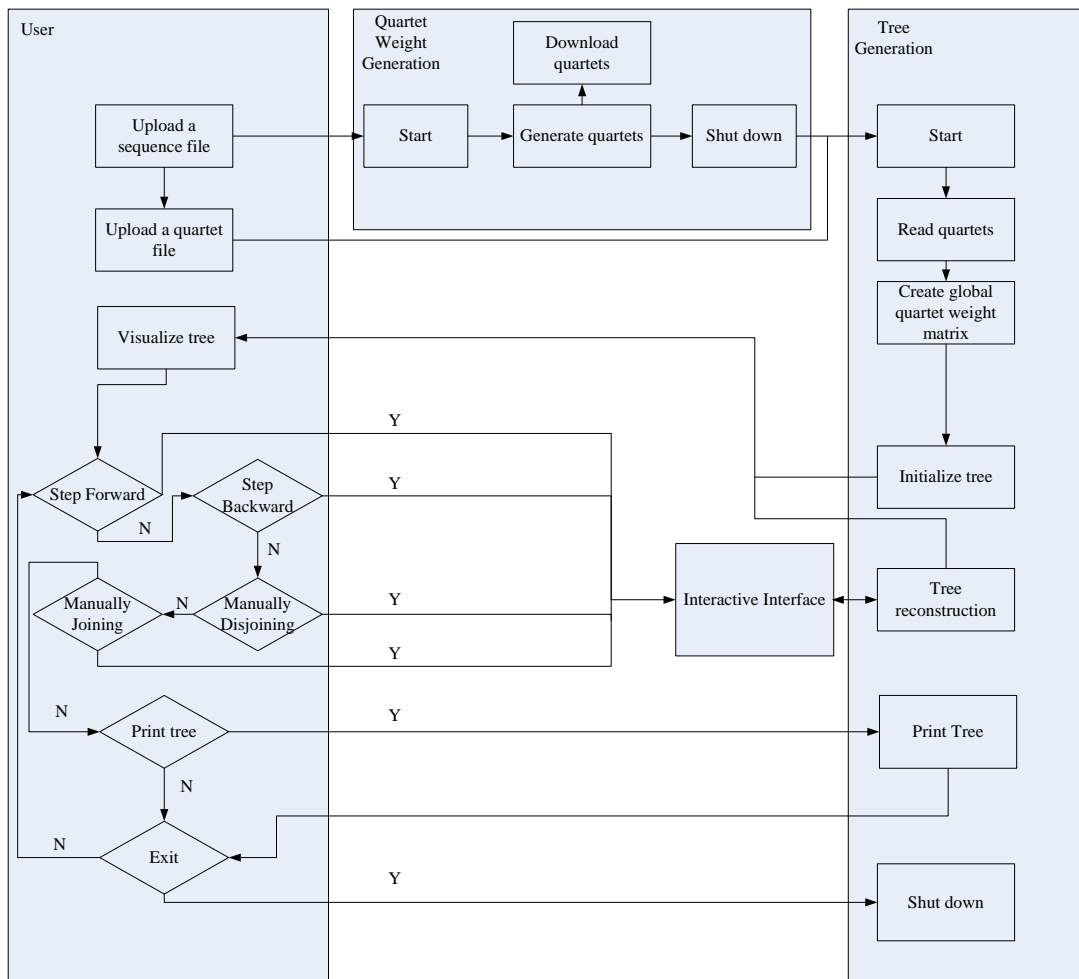 User
Quartet
Weight
Generation
Download
quartets
Tree
Generation
Upload a
sequence file
Start
Generate quartets
Shut down
Start
Upload a quartet
file
Read quartets
Create global
quartet weight
matrix
Visualize tree
Y
Step Forward
Step
Backward
Y
Initialize tree
N
N
Manually
Joining
N
Manually
Disjoining
Y
Interactive Interface
Tree
reconstruction
Y
N
Y
Print tree
Print Tree
N
N
Exit
Y
Shut down